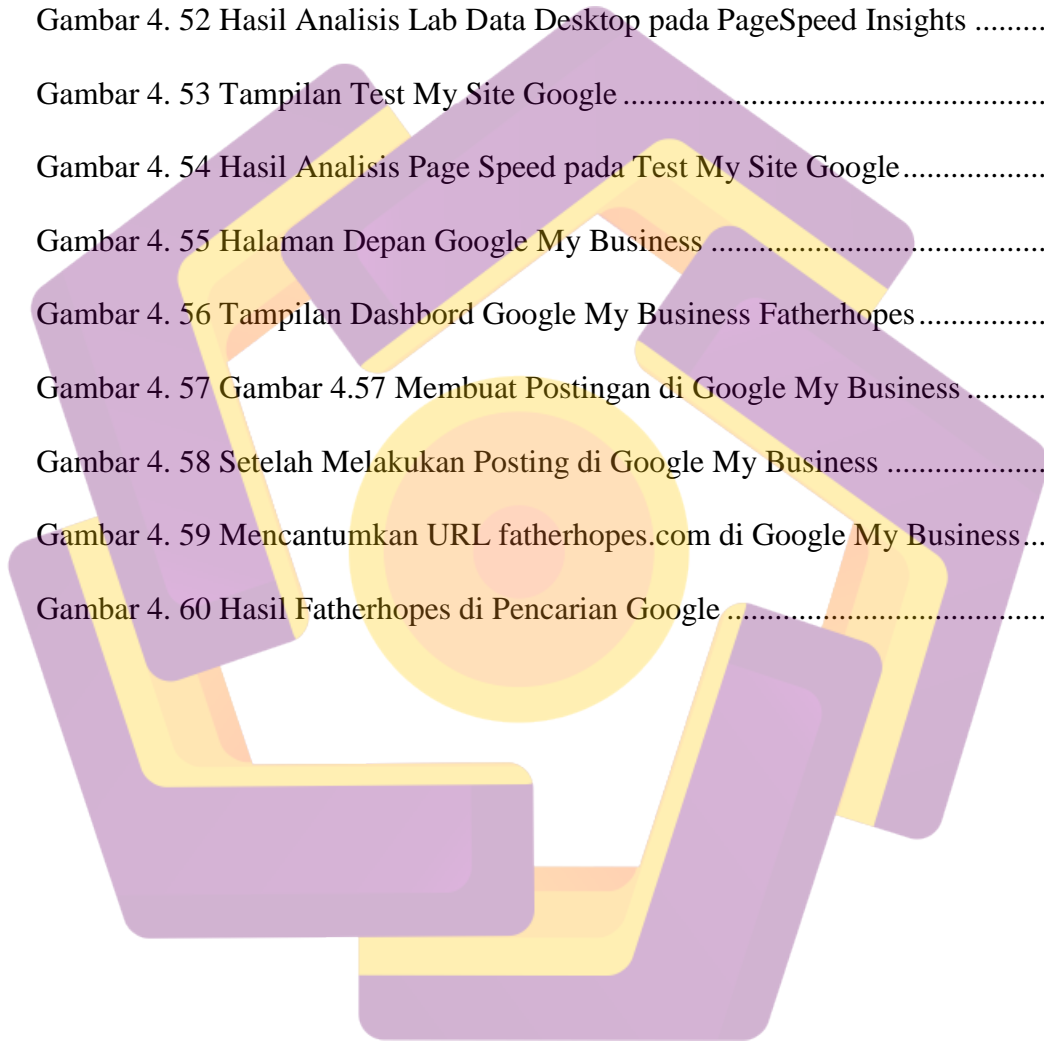 Gambar 4. 52 Hasil Analisis Lab Data Desktop pada PageSpeed Insights .........
Gambar 4. 53 Tampilan Test My Site Google ...................................................
Gambar 4. 54 Hasil Analisis Page Speed pada Test My Site Google.................
Gambar 4. 55 Halaman Depan Google My Business ........................................
Gambar 4. 56 Tampilan Dashbord Google My Business Fatherhopes...............
Gambar 4. 57 Gambar 4.57 Membuat Postingan di Google My Business .........
Gambar 4. 58 Setelah Melakukan Posting di Google My Business ...................
Gambar 4. 59 Mencantumkan URL fatherhopes.com di Google My Business...
Gambar 4. 60 Hasil Fatherhopes di Pencarian Google ......................................